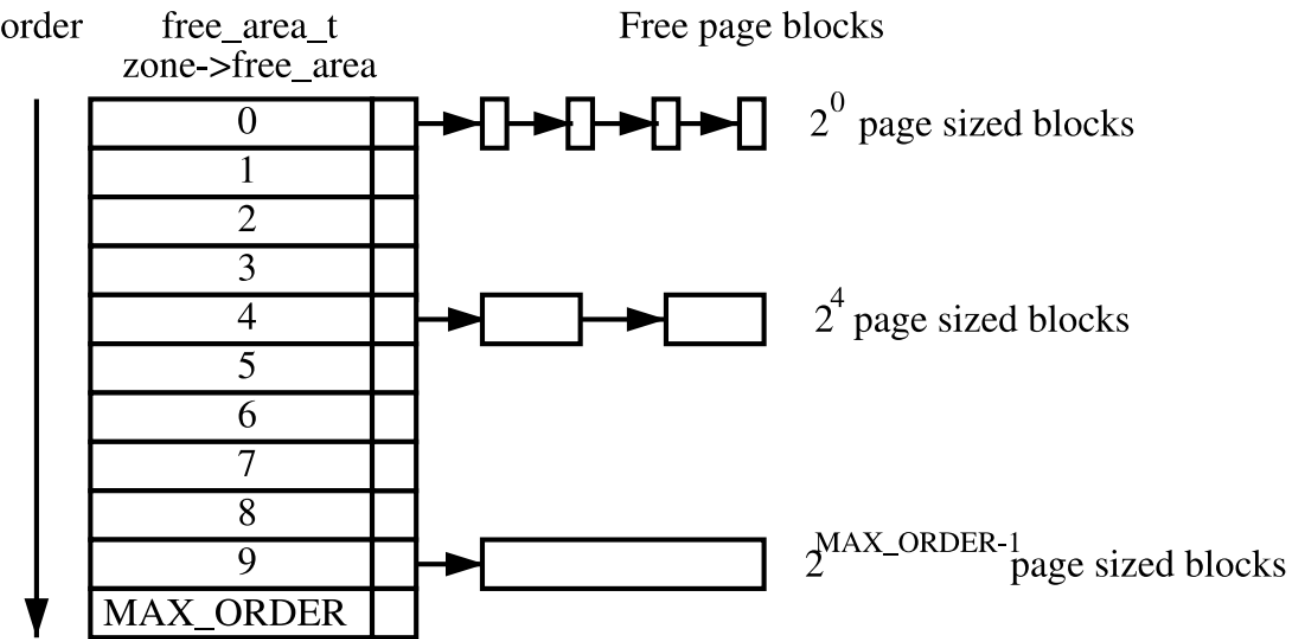 order free_area_t Free page blocks
zone->free_area
0 2^0 page sized blocks
1
2
3
4 2^4 page sized blocks
5
6
7
8
9 2^MAX_ORDER-1 page sized blocks
MAX_ORDER